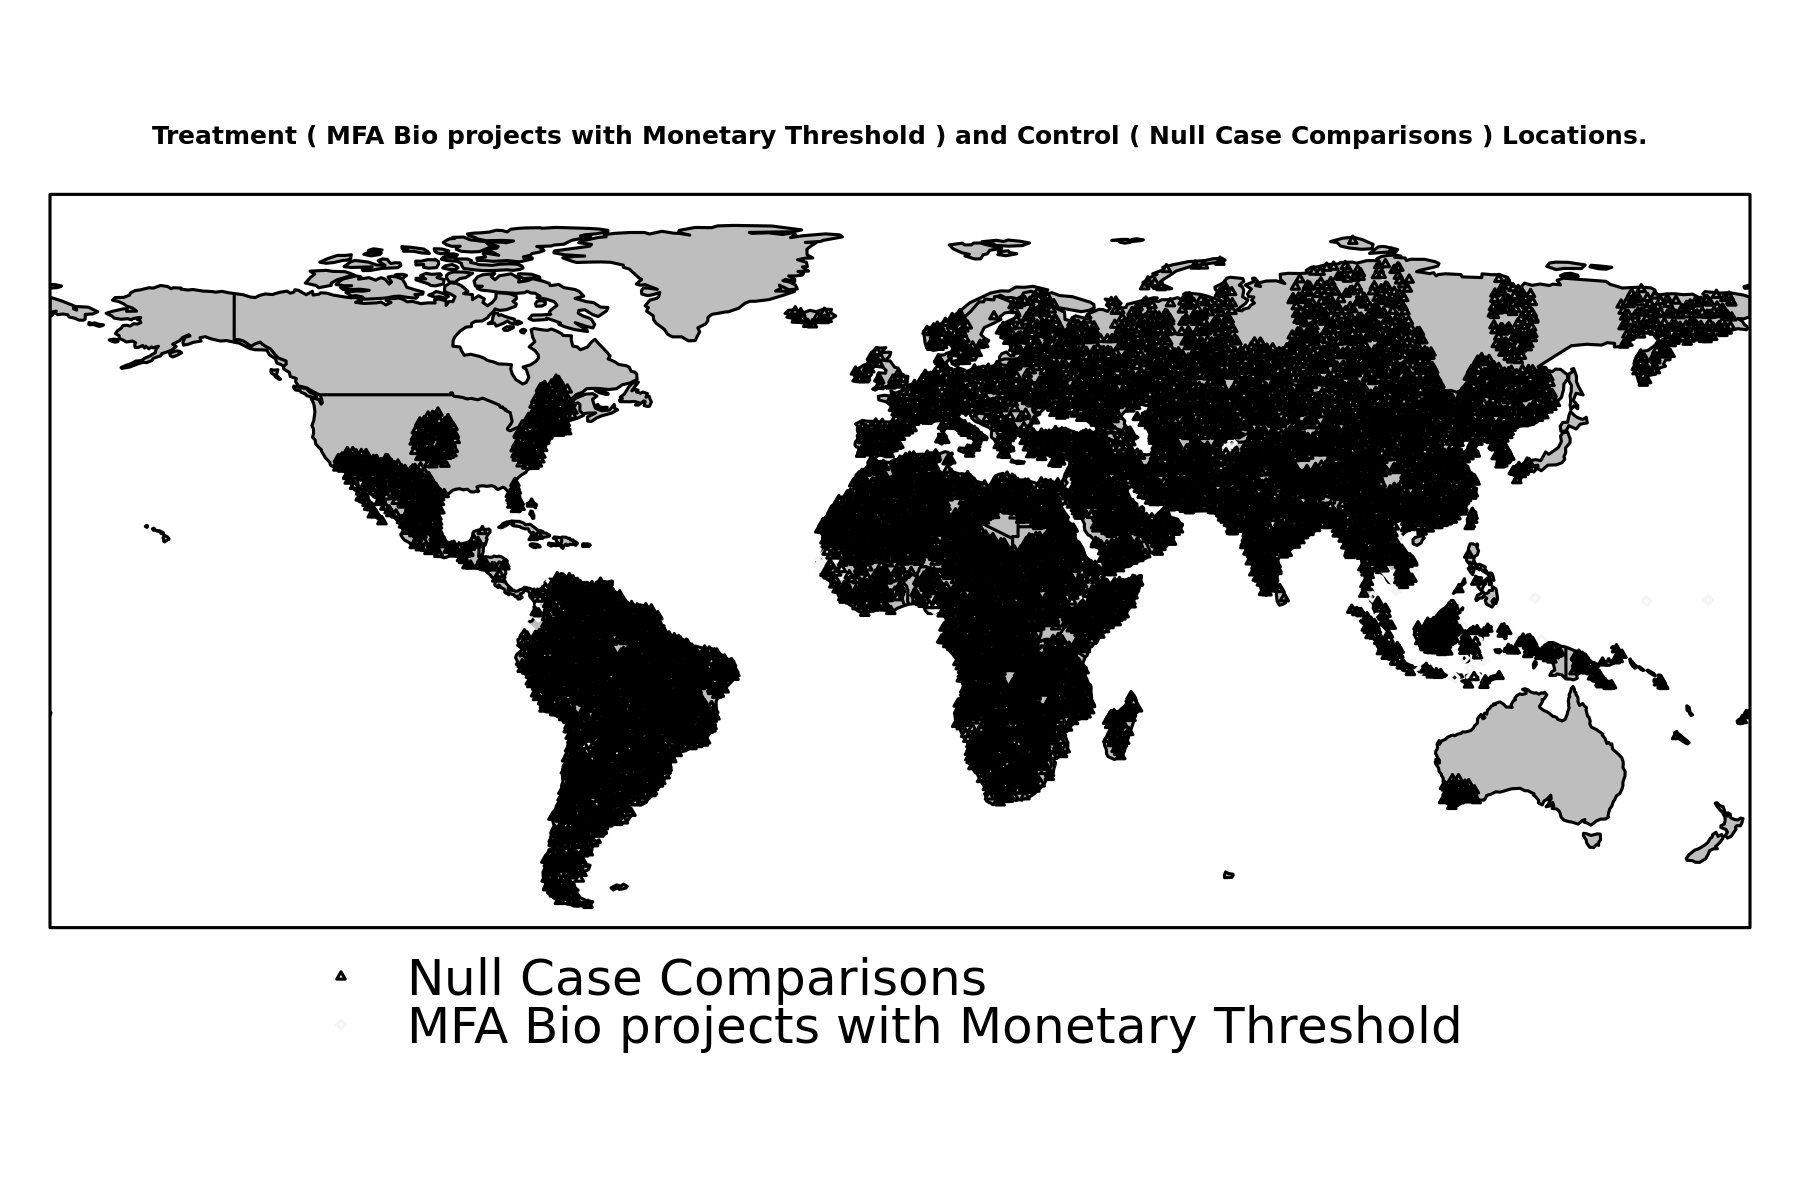 Treatment ( MFA Bio projects with Monetary Threshold ) and Control ( Null Case Comparisons ) Locations.
Null Case Comparisons
MFA Bio projects with Monetary Threshold